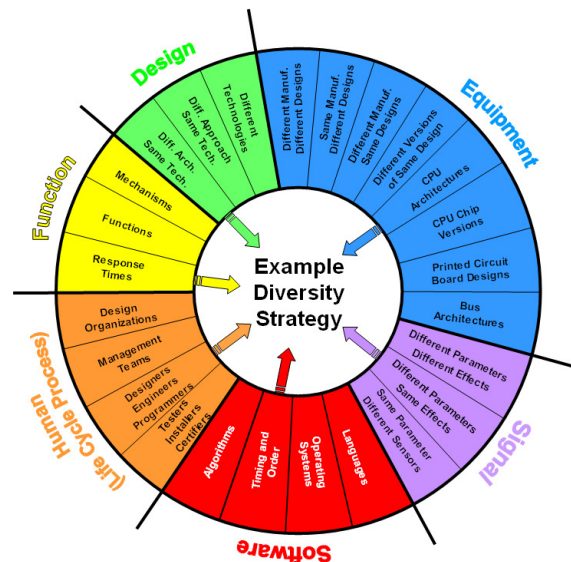 Design
Diff. Arch.
Same Tech.
Diff. Approach
Same Tech.
Different
Technologies
Equipment
Different Manuf.
Different Designs
Same Manuf.
Different Designs
Different Manuf.
Same Designs
Different Versions
of Same Design
CPU
Architectures
CPU Chip
Versions
Printed Circuit
Board Designs
Bus
Architectures
Signal
Different Parameters
Different Effects
Different Parameters
Same Effects
Same Parameter
Different Sensors
Software
Languages
Operating
Systems
Timing and
Order
Algorithms
Human
(Life Cycle Process)
Designers
Engineers
Programmers
Testers
Installers
Certifiers
Management
Teams
Design
Organizations
Function
Response
Times
Functions
Mechanisms
Example
Diversity
Strategy